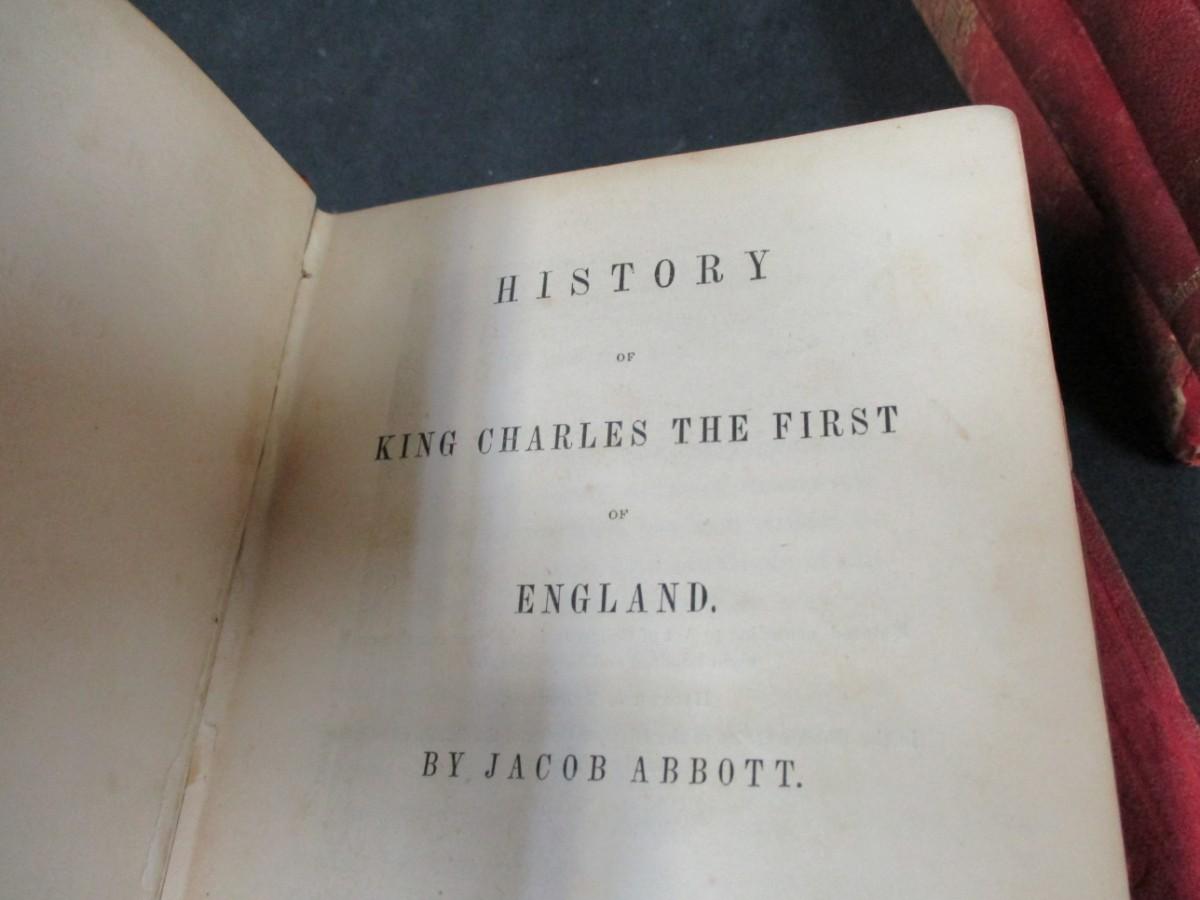 HISTORY
OF
KING CHARLES THE FIRST
OF
ENGLAND.
BY JACOB ABBOTT.